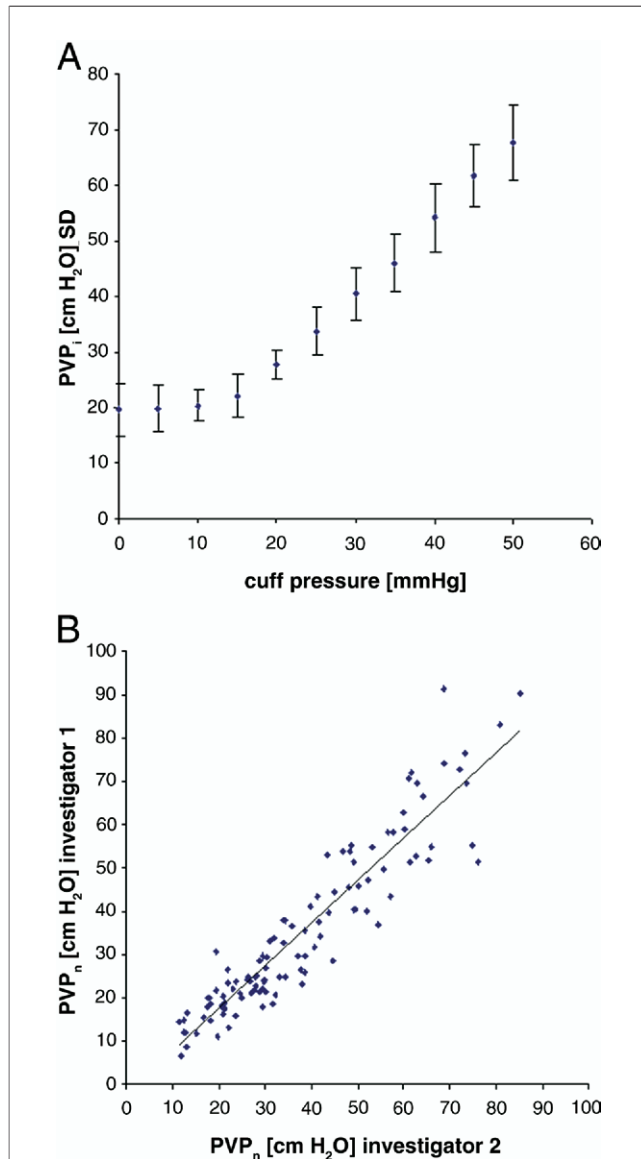 A
80
70
60
50
40
30
20
10
0
PVPi [cm H2O] SD
0 10 20 30 40 50 60
cuff pressure [mmHg]
B
100
90
80
70
60
50
40
30
20
10
0
PVPn [cm H2O] investigator 1
0 10 20 30 40 50 60 70 80 90 100
PVPn [cm H2O] investigator 2